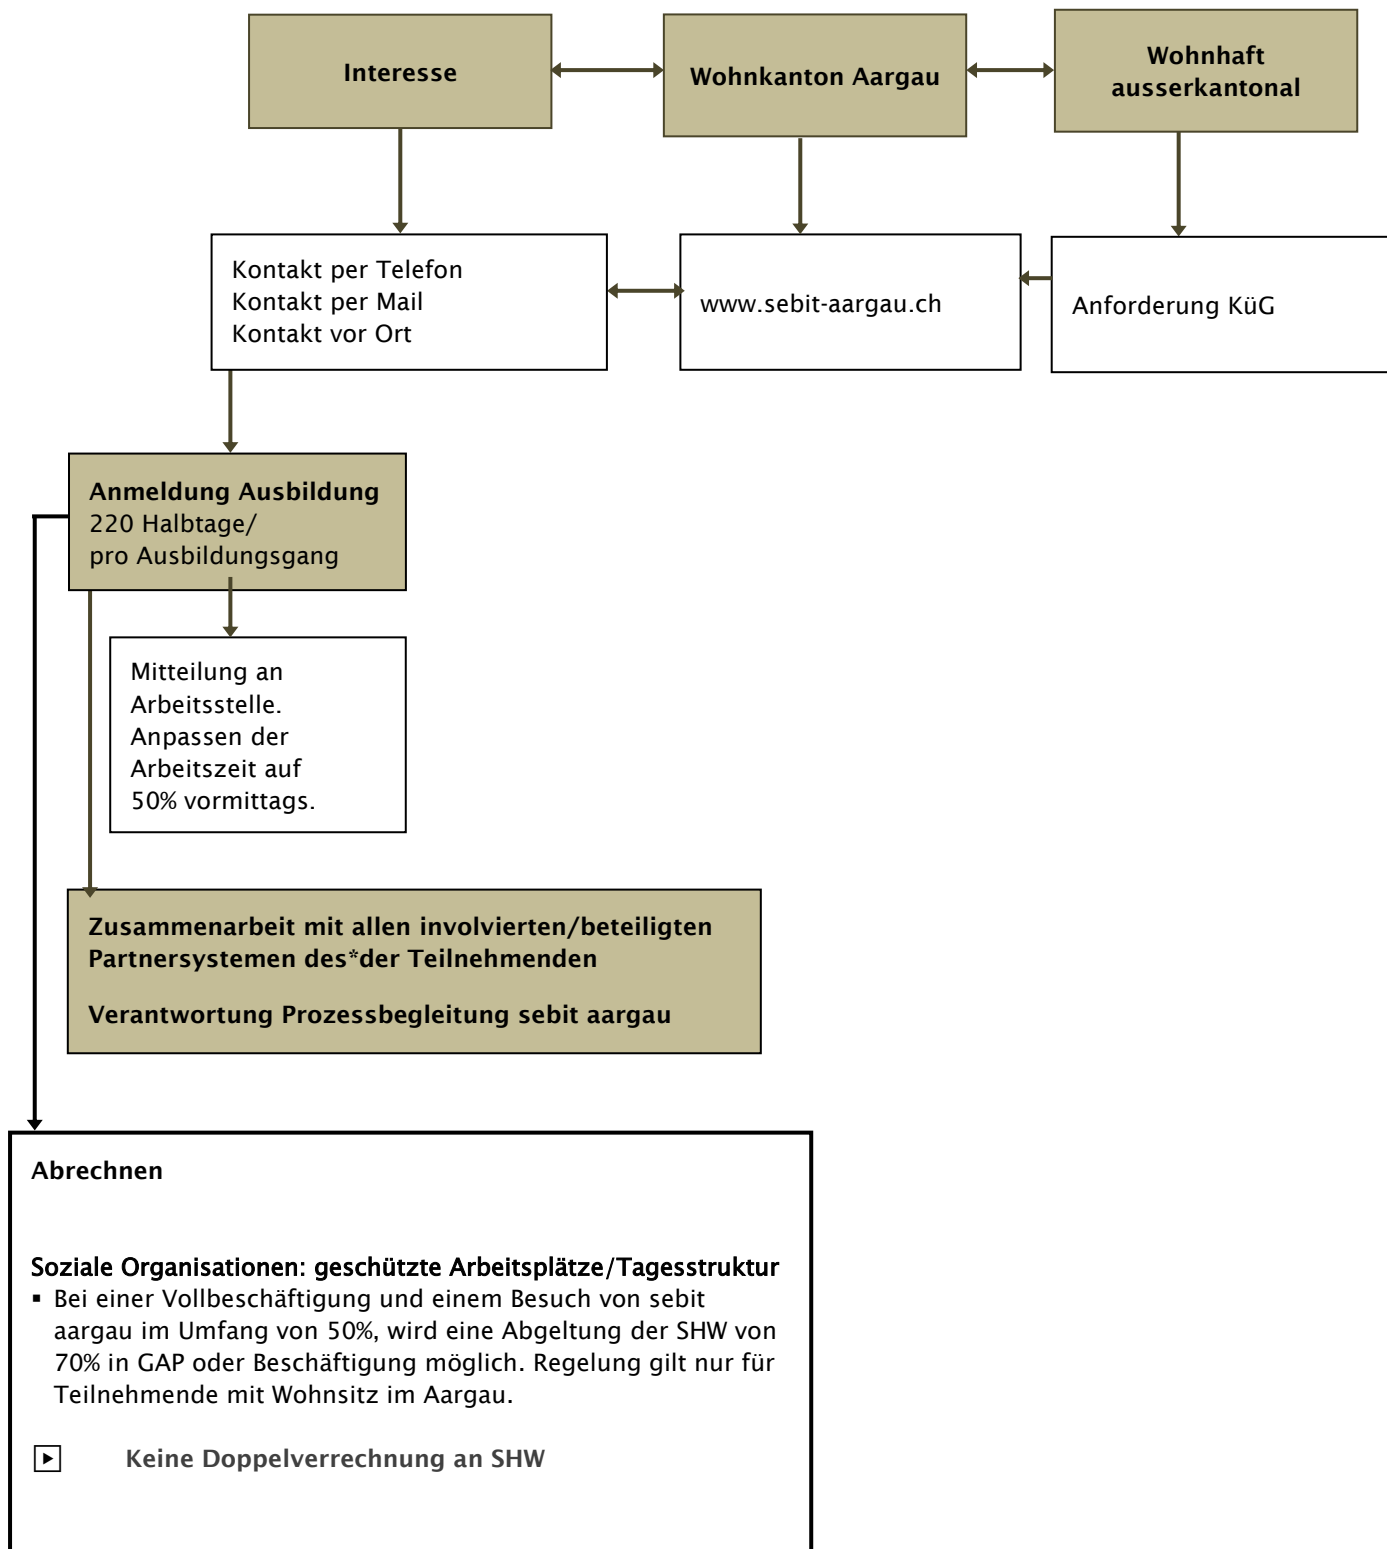 Interesse
Wohnkanton Aargau
Wohnhaft
ausserkantonal
Kontakt per Telefon
Kontakt per Mail
Kontakt vor Ort
www.sebit-aargau.ch
Anforderung KüG
Anmeldung Ausbildung
220 Halbtage/
pro Ausbildungsgang
Mitteilung an
Arbeitsstelle.
Anpassen der
Arbeitszeit auf
50% vormittags.
Zusammenarbeit mit allen involvierten/beteiligten
Partnersystemen des*der Teilnehmenden
Verantwortung Prozessbegleitung sebit aargau
Abrechnen
Soziale Organisationen: geschützte Arbeitsplätze/Tagesstruktur
▪ Bei einer Vollbeschäftigung und einem Besuch von sebit
aargau im Umfang von 50%, wird eine Abgeltung der SHW von
70% in GAP oder Beschäftigung möglich. Regelung gilt nur für
Teilnehmende mit Wohnsitz im Aargau.
Keine Doppelverrechnung an SHW